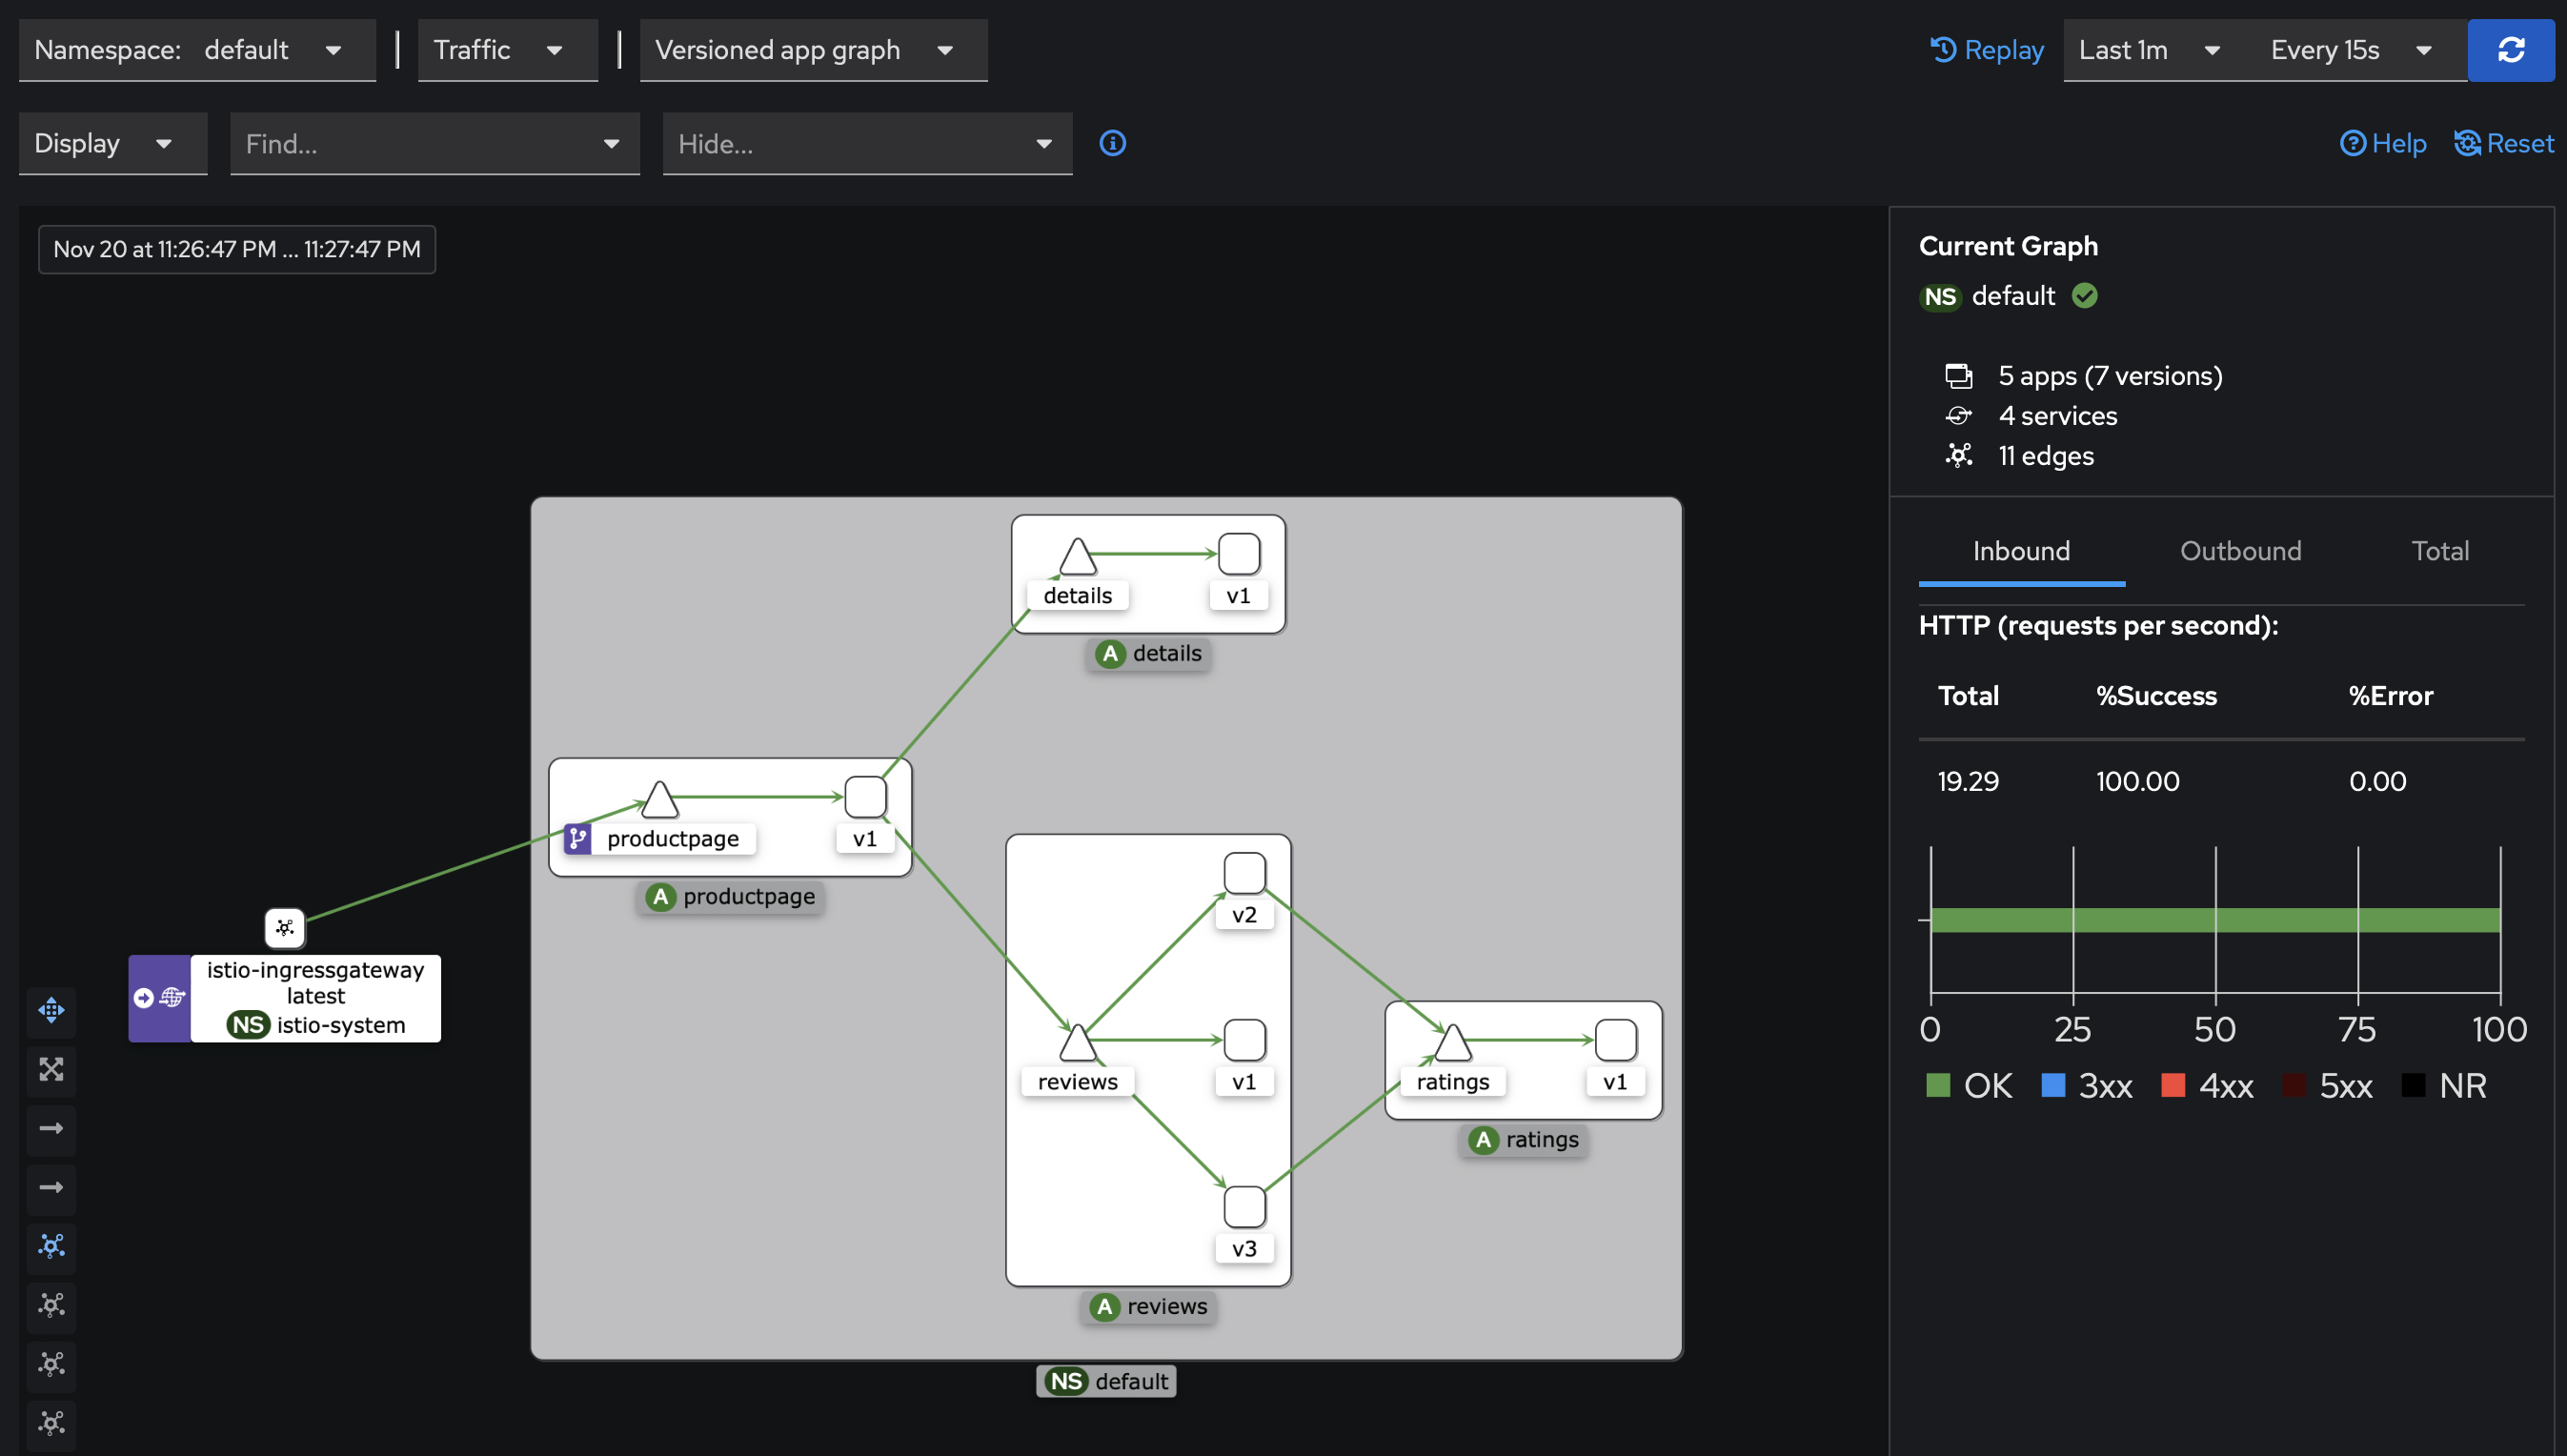 Namespace: default
Traffic
Versioned app graph
Replay
Last 1m
Every 15s
Display
Find...
Hide...
Help
Reset
Nov 20 at 11:26:47 PM ... 11:27:47 PM
details
v1
A details
productpage
v1
A productpage
istio-ingressgateway
latest
NS istio-system
v2
reviews
v1
v3
A reviews
ratings
v1
A ratings
NS default
Current Graph
NS default
5 apps (7 versions)
4 services
11 edges
Inbound Outbound Total
HTTP (requests per second):
Total %Success %Error
19.29 100.00 0.00
0 25 50 75 100
OK 3xx 4xx 5xx NR